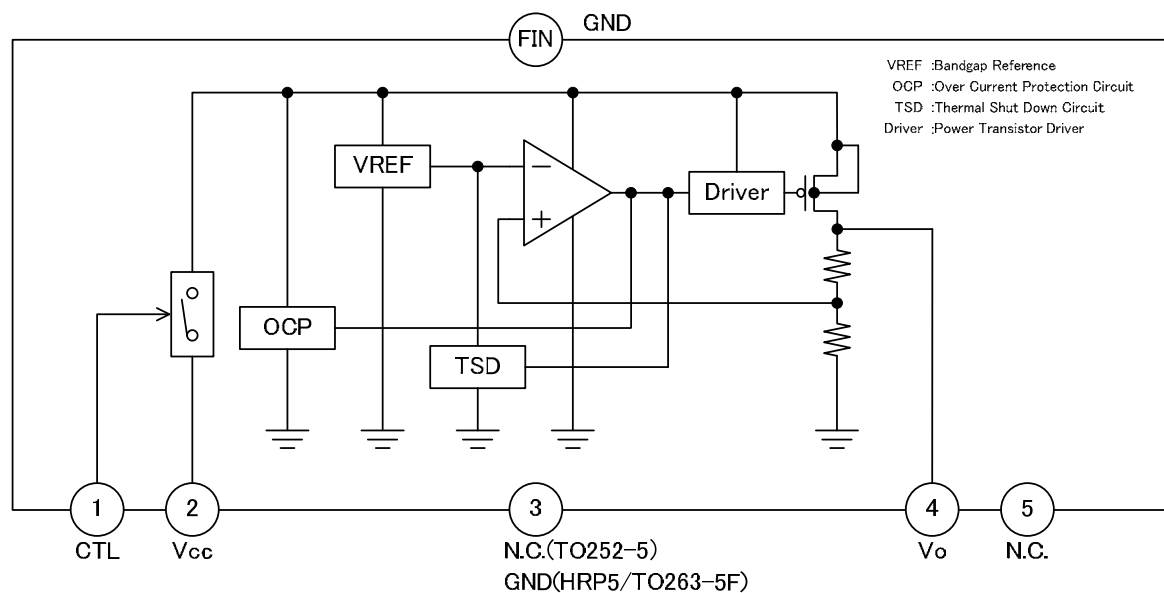 FIN
GND
VREF :Bandgap Reference
OCP :Over Current Protection Circuit
TSD :Thermal Shut Down Circuit
Driver :Power Transistor Driver
VREF
−
+
Driver
OCP
TSD
1
2
3
4
5
CTL
Vcc
N.C.(TO252-5)
GND(HRP5/TO263-5F)
Vo
N.C.